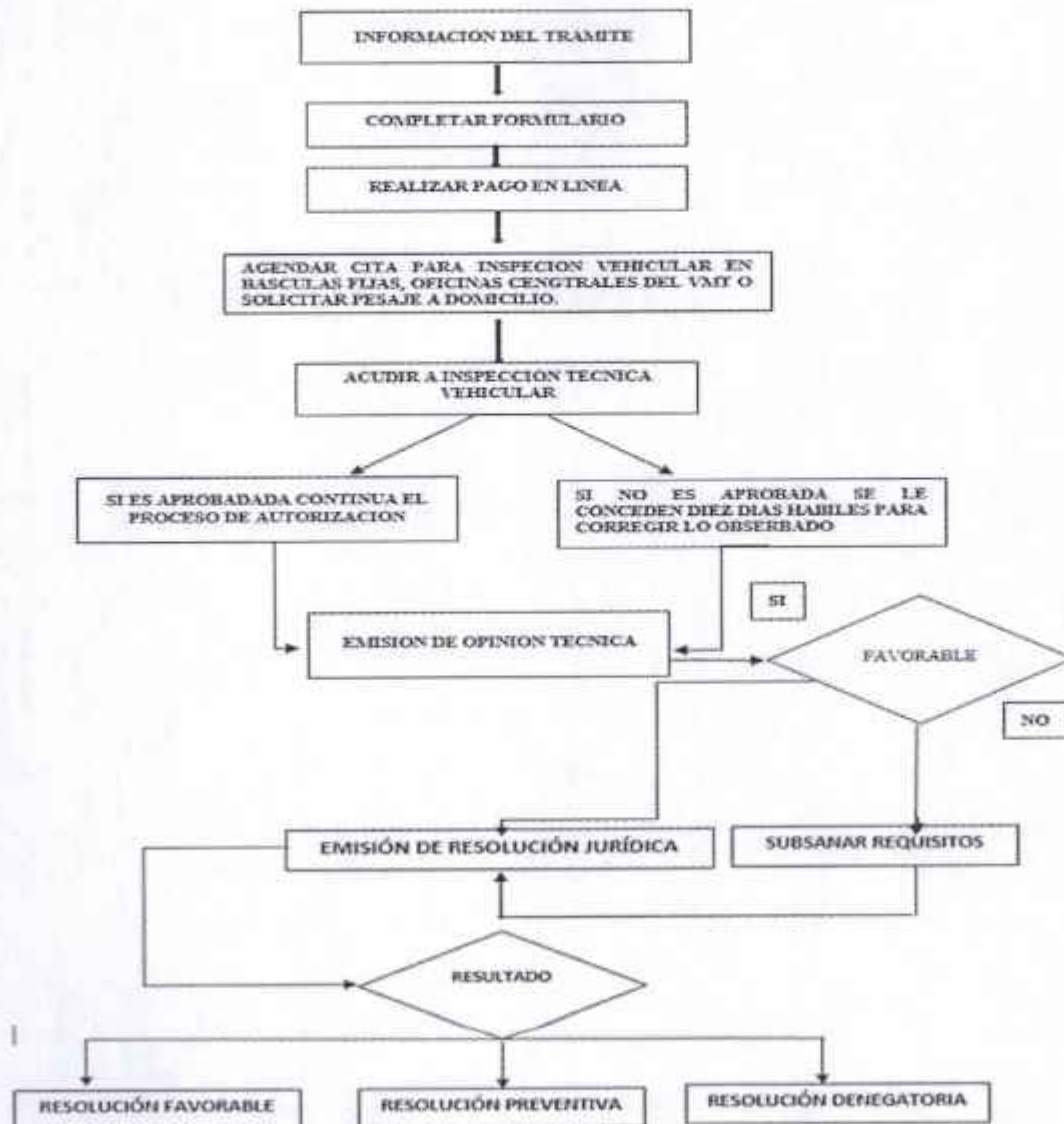 INFORMACION DEL TRAMITE
COMPLETAR FORMULARIO
REALIZAR PAGO EN LINEA
AGENDAR CITA PARA INSPECION VEHICULAR EN
BASCULAS FIJAS, OFICINAS CENGTRALES DEL VMT O
SOLICITAR PESAJE A DOMICILIO.
ACUDIR A INSPECCION TECNICA
VEHICULAR
SI ES APROBADADA CONTINUA EL
PROCESO DE AUTORIZACION
SI NO ES APROBADA SE LE
CONCEDEN DIEZ DIAS HABILES PARA
CORREGIR LO OBSERBADO
SI
EMISION DE OPINION TECNICA
FAVORABLE
NO
EMISIÓN DE RESOLUCIÓN JURÍDICA
SUBSANAR REQUISITOS
RESULTADO
RESOLUCIÓN FAVORABLE
RESOLUCIÓN PREVENTIVA
RESOLUCIÓN DENEGATORIA